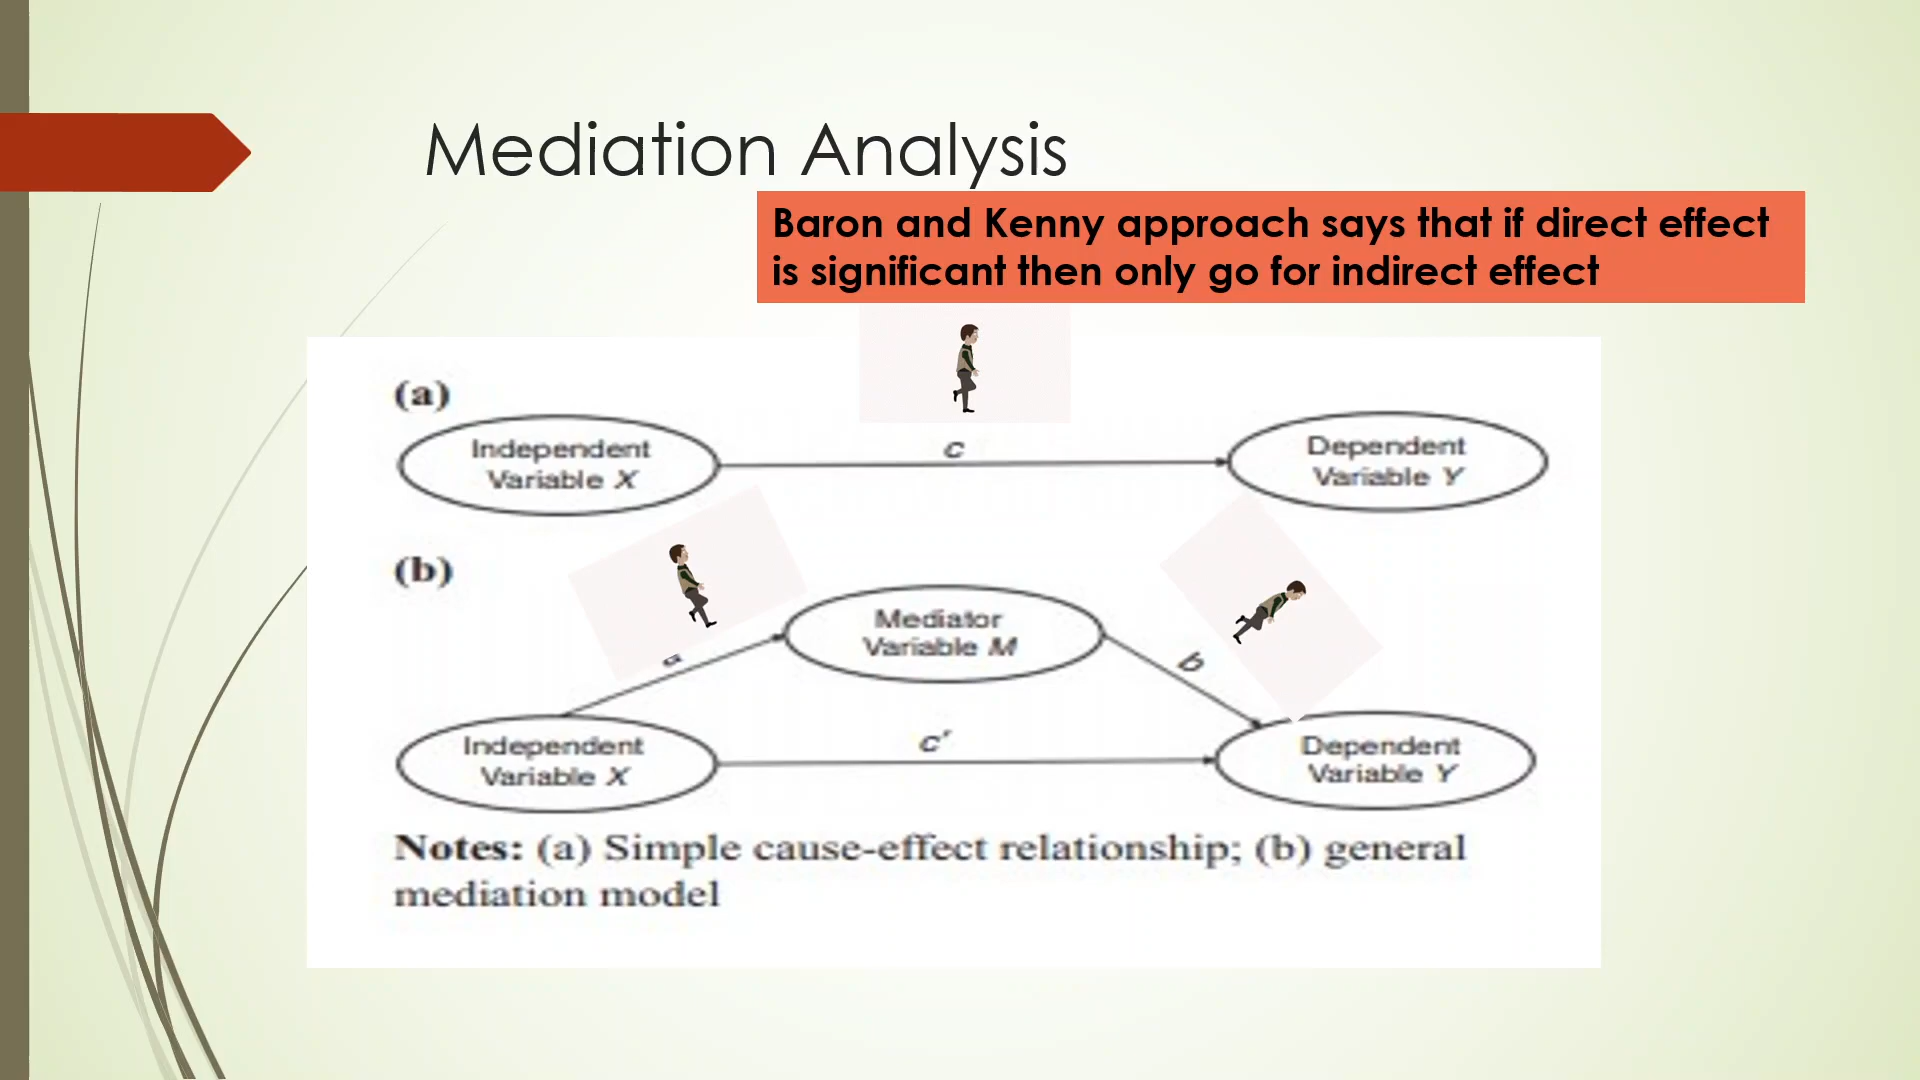 Mediation Analysis
Baron and Kenny approach says that if direct effect
is significant then only go for indirect effect
(a)
Independent
Variable X
c
Dependent
Variable Y
(b)
Mediator
Variable M
a
b
Independent
Variable X
c'
Dependent
Variable Y
Notes: (a) Simple cause-effect relationship; (b) general
mediation model